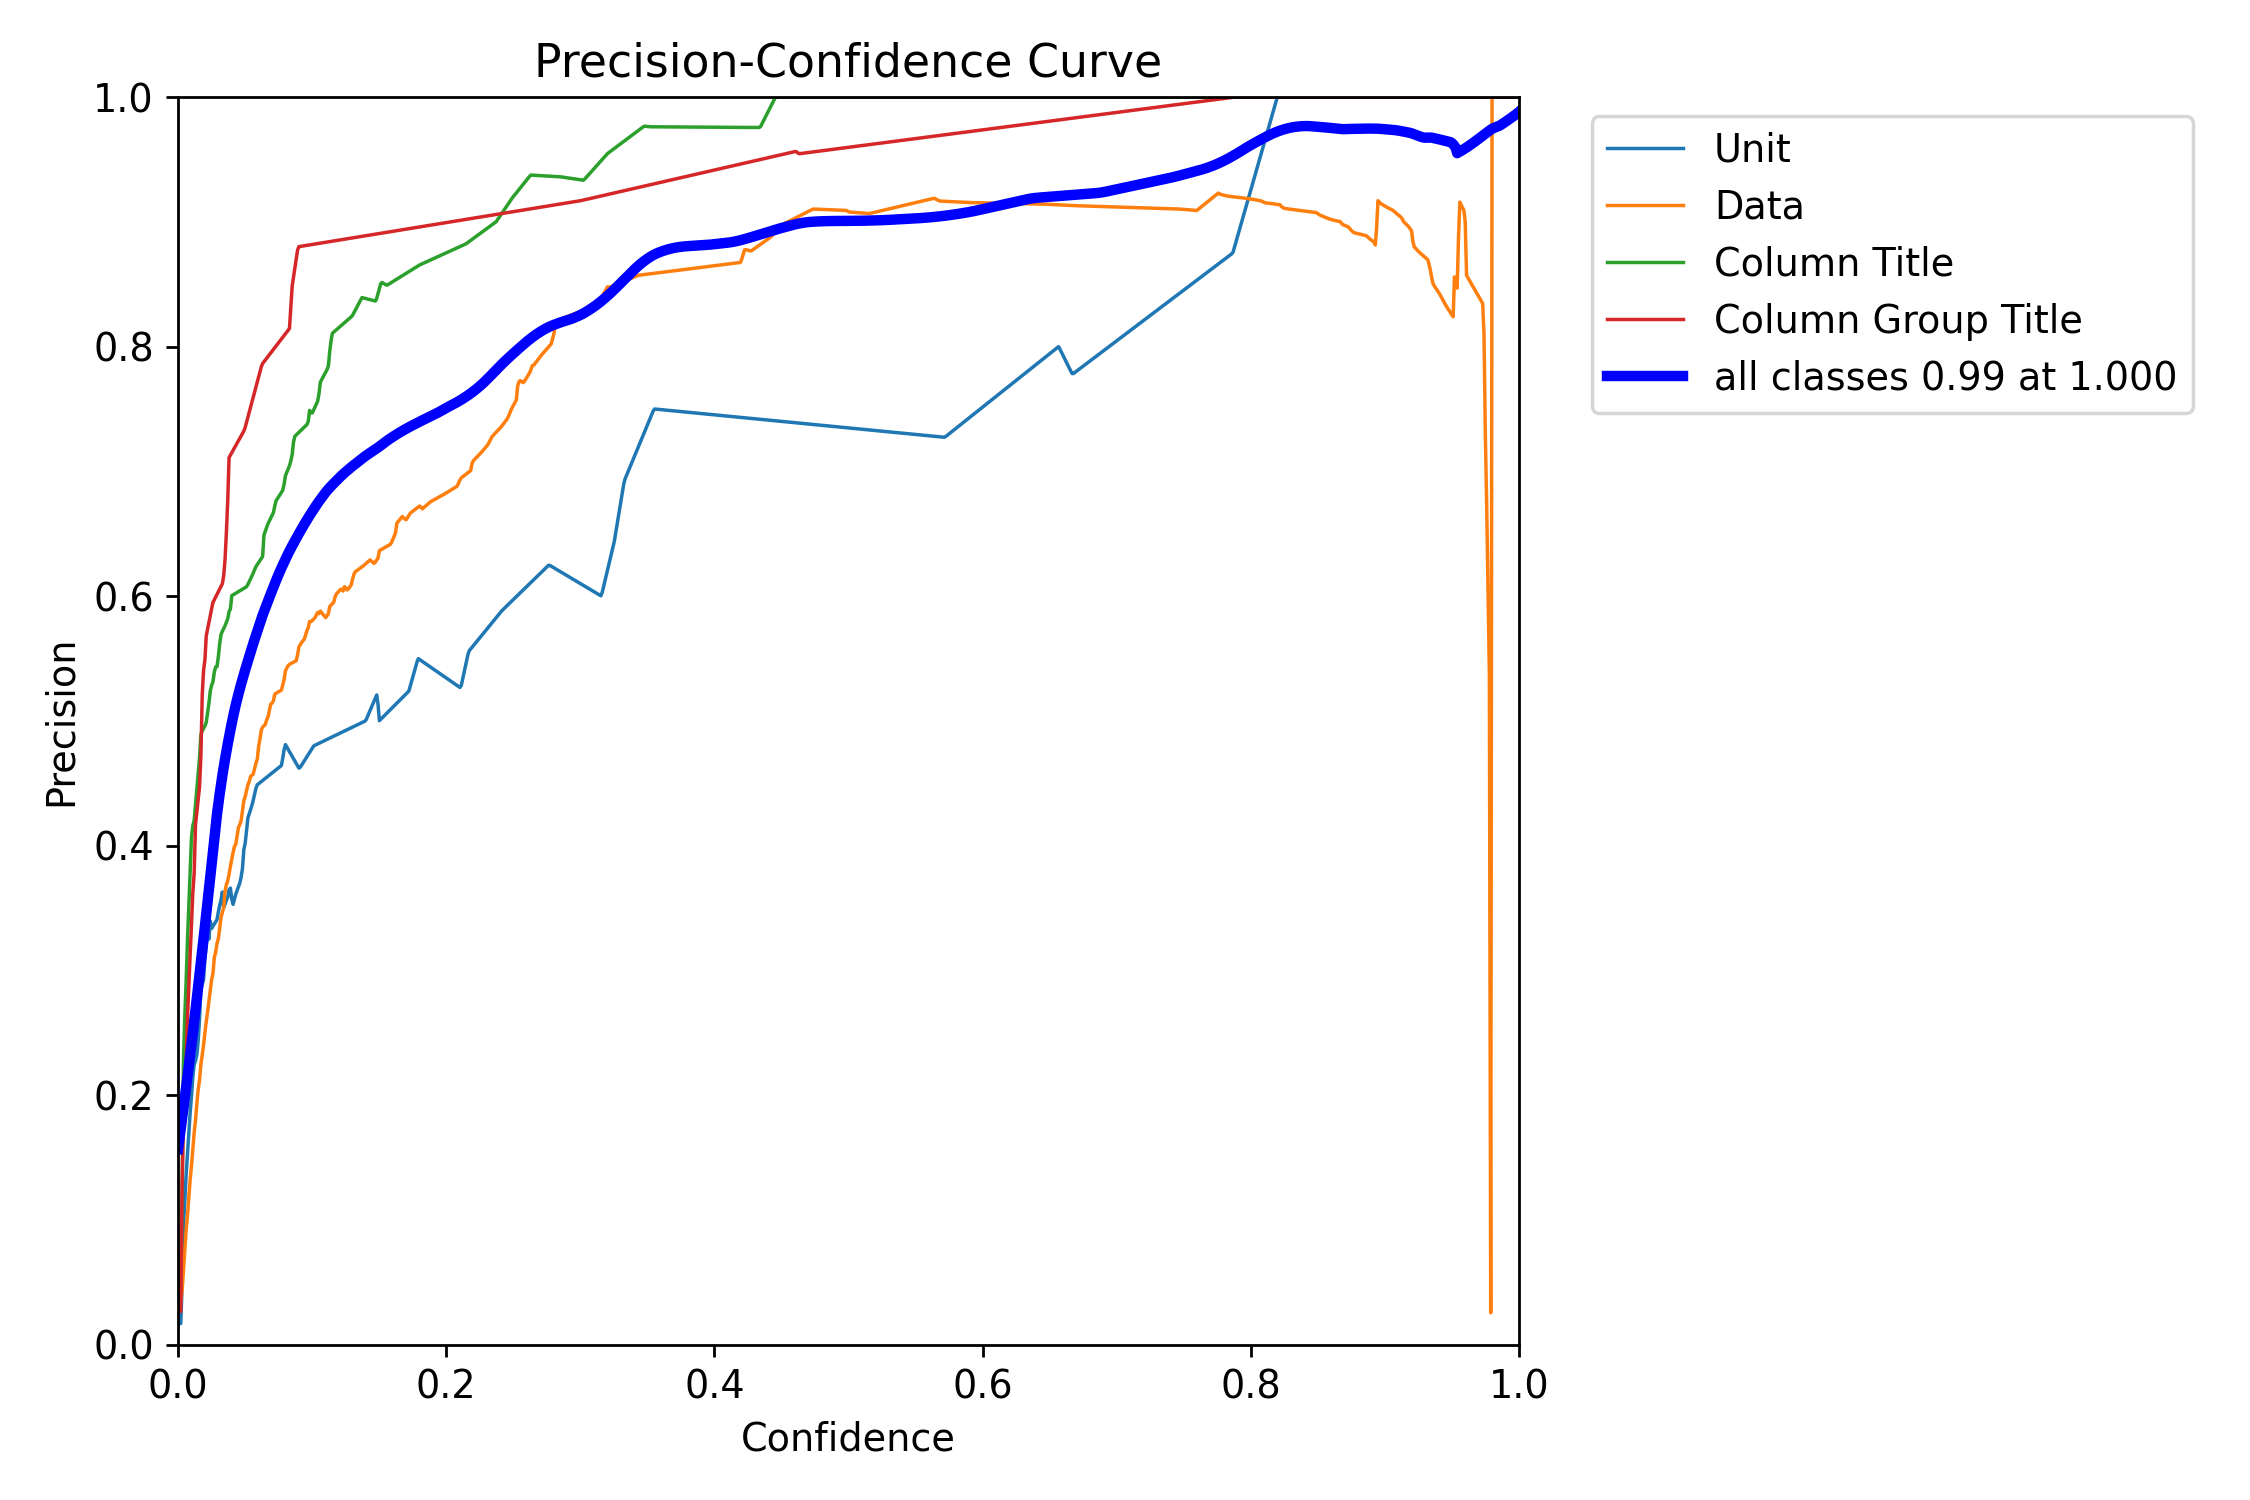 Precision-Confidence Curve
1.0
0.8
0.6
0.4
0.2
0.0
Precision
0.0 0.2 0.4 0.6 0.8 1.0
Confidence
Unit
Data
Column Title
Column Group Title
all classes 0.99 at 1.000